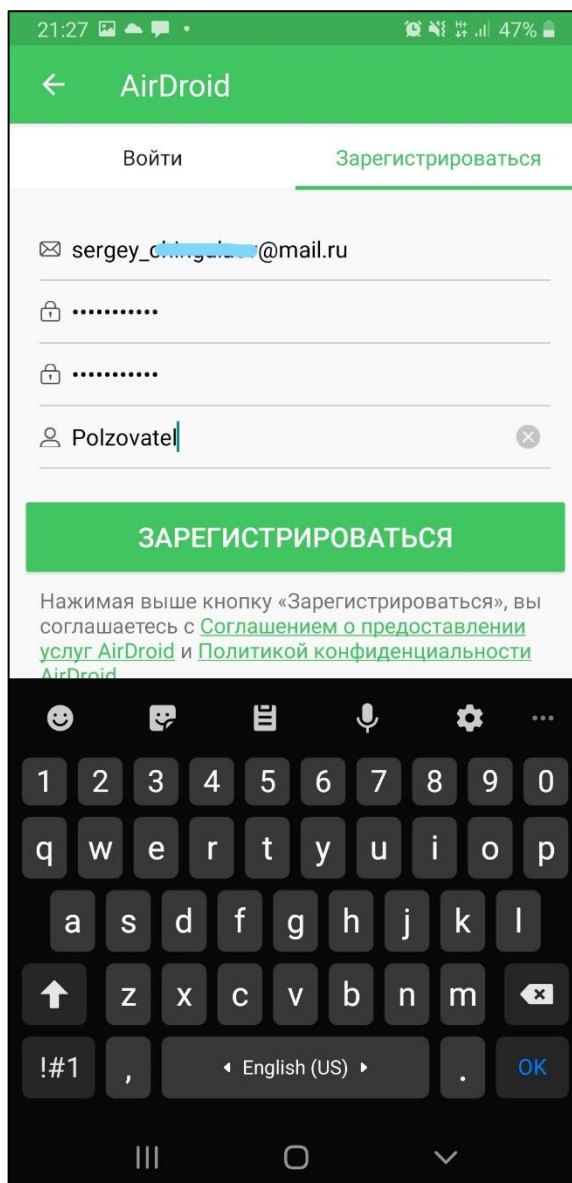 21:27 47%
AirDroid
Войти Зарегистрироваться
sergey_ @mail.ru
•••••••••••
•••••••••••
Polzovatel
ЗАРЕГИСТРИРОВАТЬСЯ
Нажимая выше кнопку «Зарегистрироваться», вы
соглашаетесь с Соглашением о предоставлении
услуг AirDroid и Политикой конфиденциальности
AirDroid
1 2 3 4 5 6 7 8 9 0
q w e r t y u i o p
a s d f g h j k l
z x c v b n m
!#1 , English (US) . OK